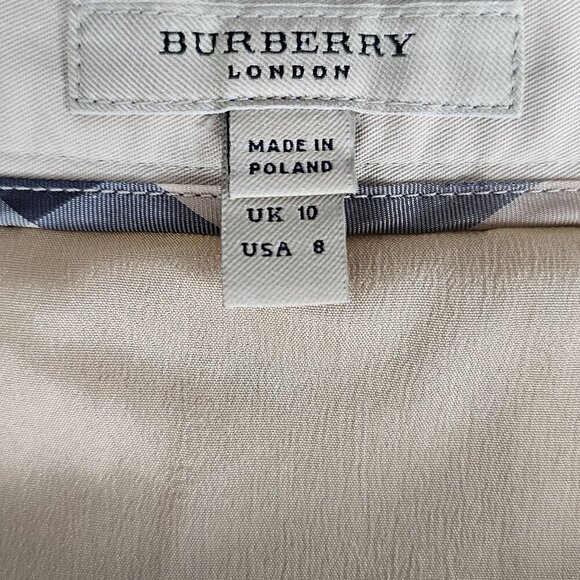 BURBERRY
LONDON
MADE IN
POLAND
UK 10
USA 8